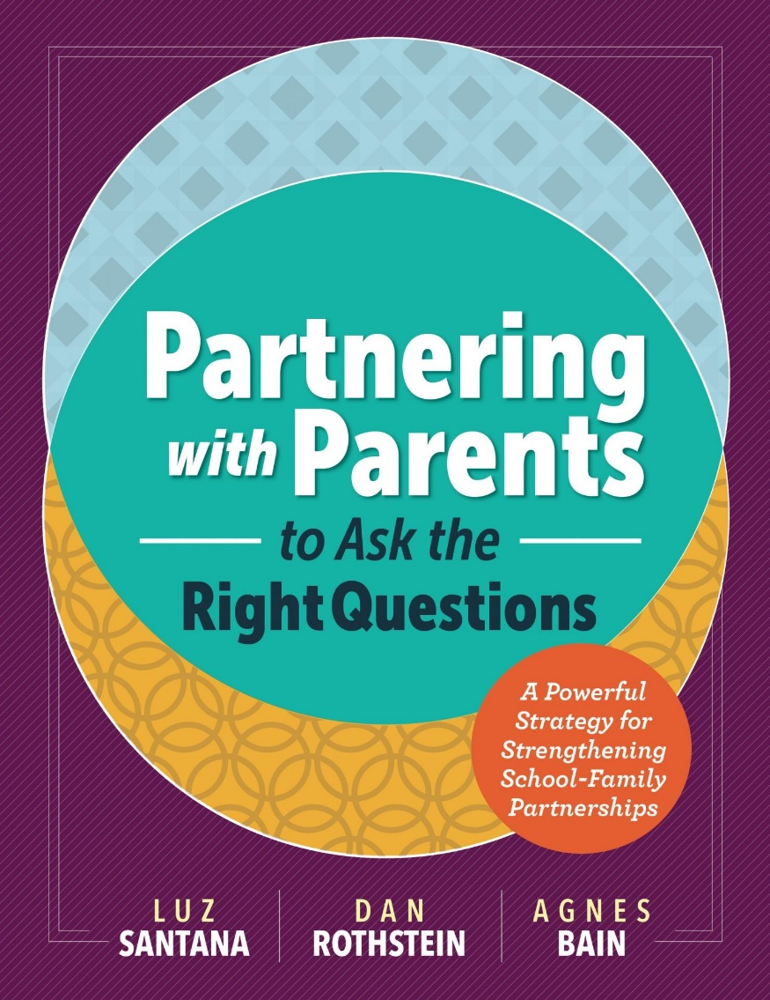 Partnering
with Parents
to Ask the
Right Questions
A Powerful
Strategy for
Strengthening
School-Family
Partnerships
LUZ
SANTANA
DAN
ROTHSTEIN
AGNES
BAIN